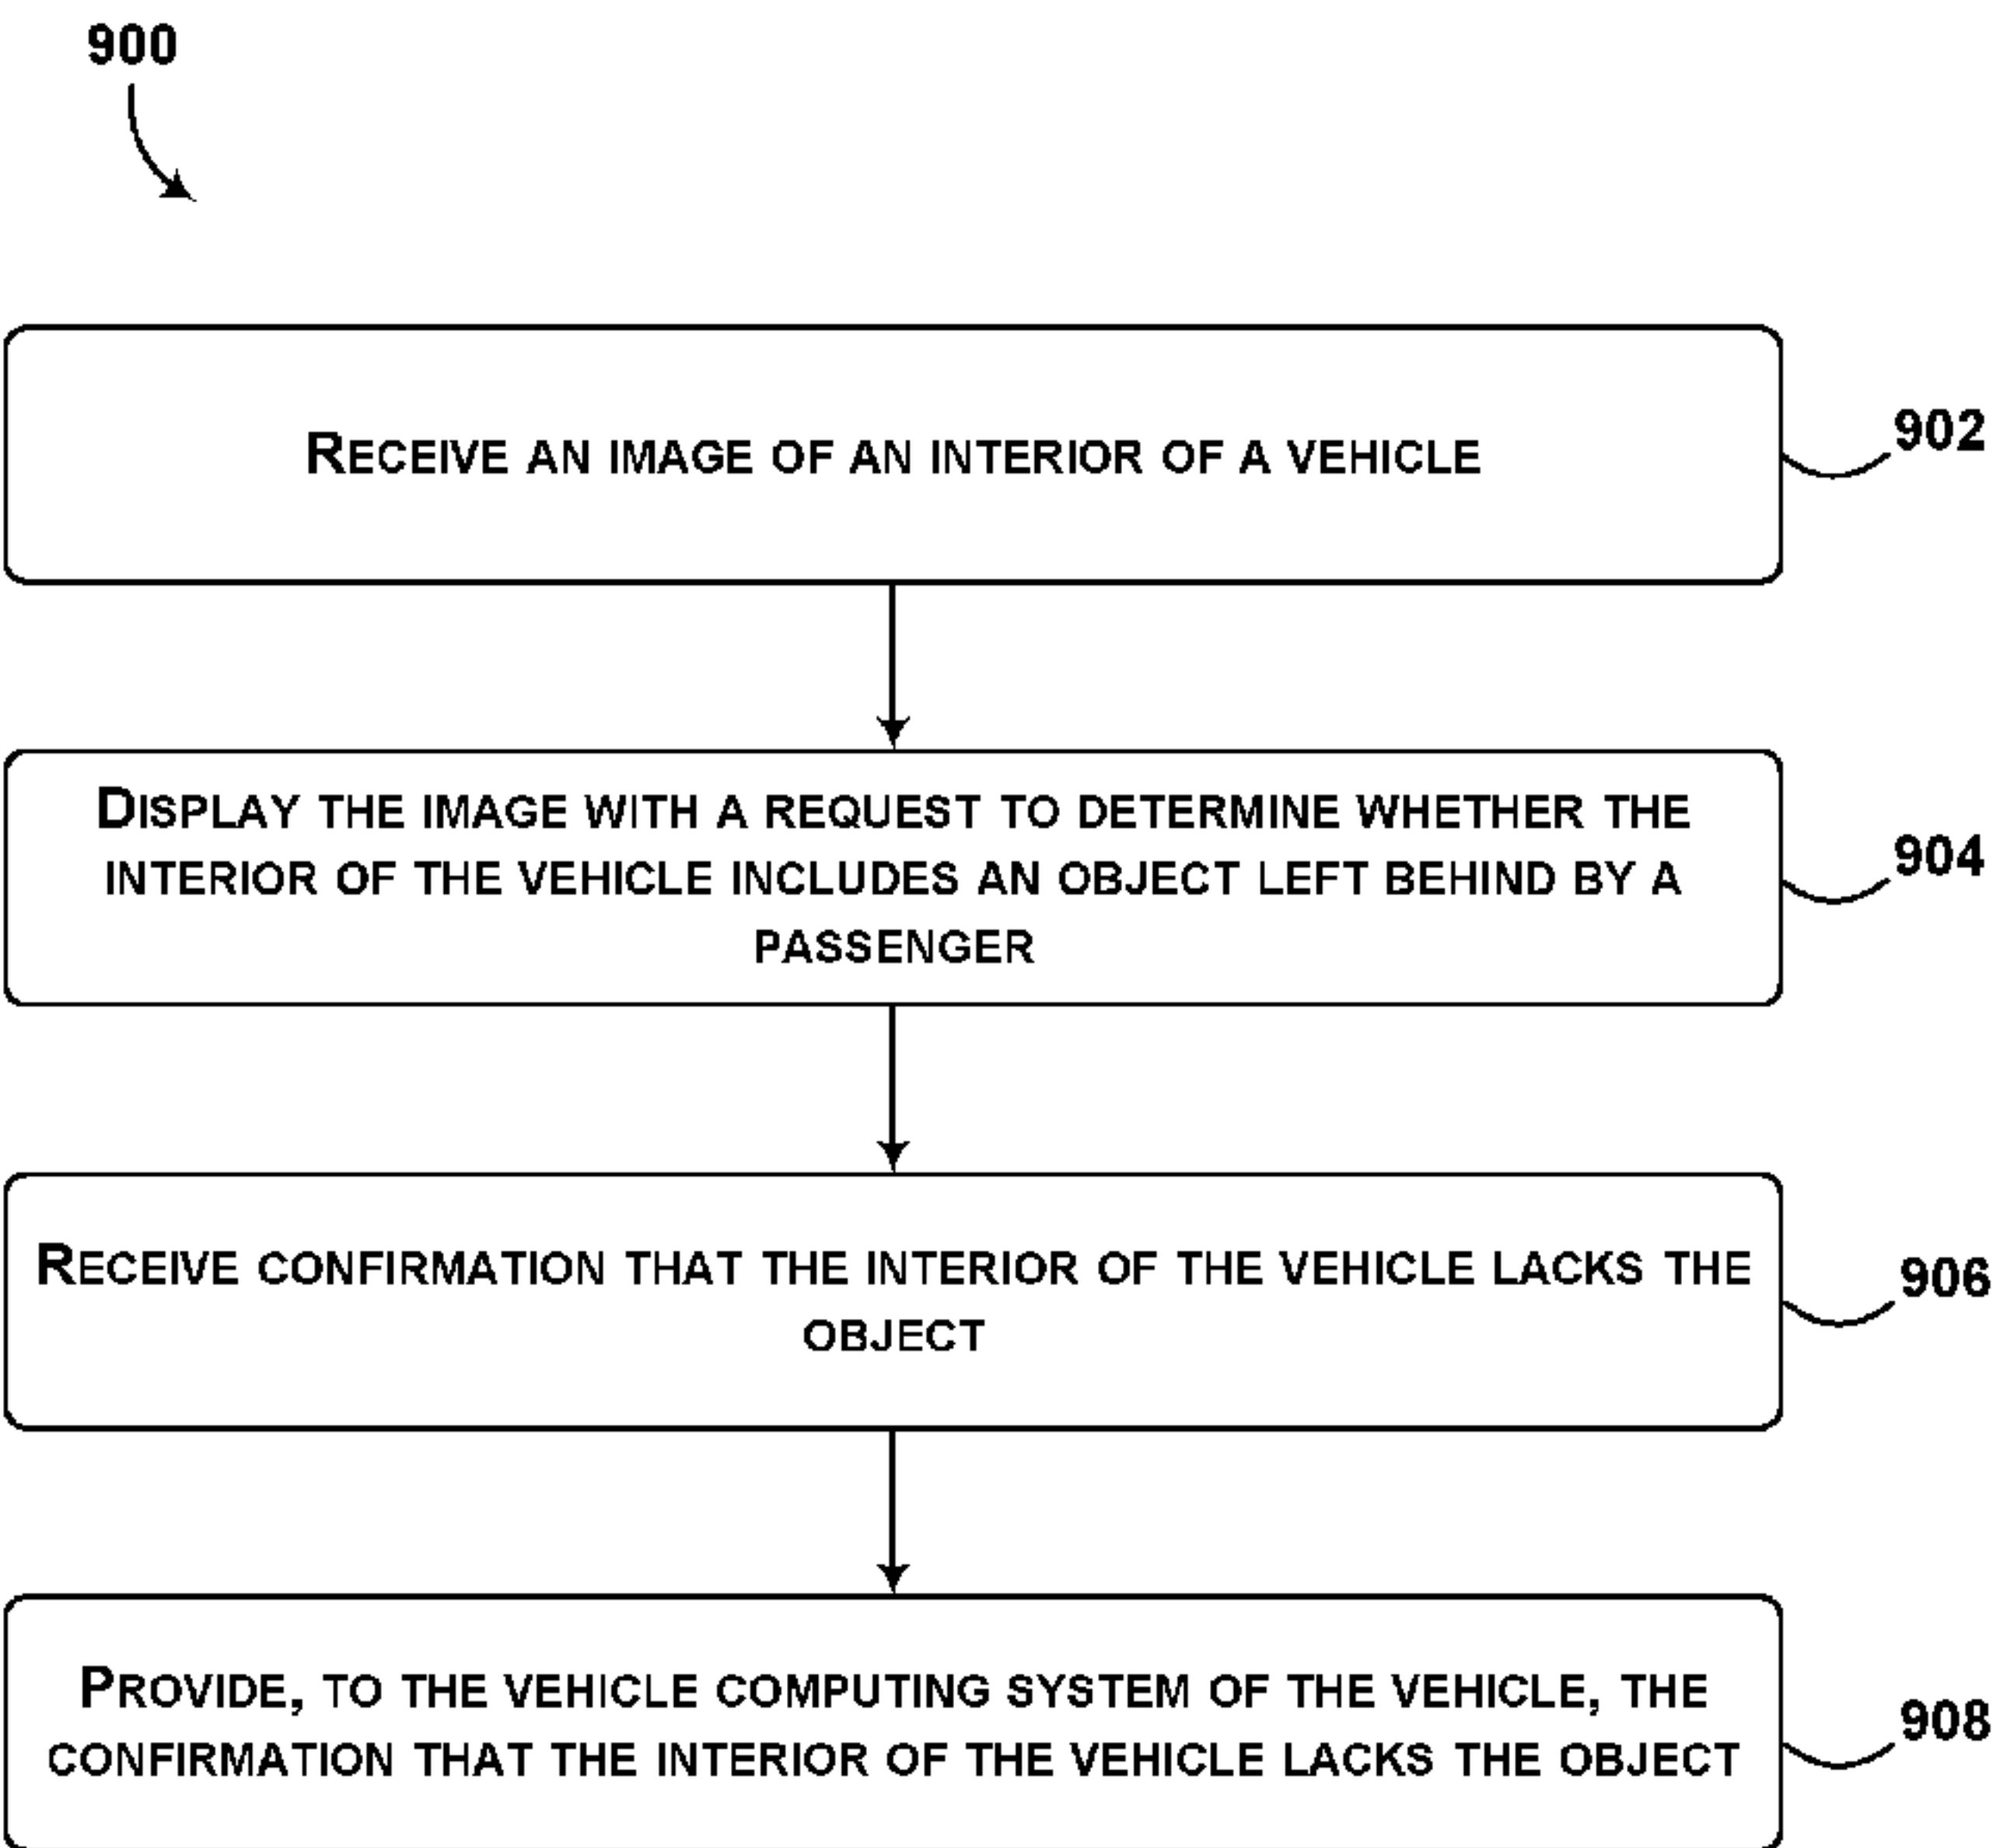 900
RECEIVE AN IMAGE OF AN INTERIOR OF A VEHICLE
902
DISPLAY THE IMAGE WITH A REQUEST TO DETERMINE WHETHER THE
INTERIOR OF THE VEHICLE INCLUDES AN OBJECT LEFT BEHIND BY A
PASSENGER
904
RECEIVE CONFIRMATION THAT THE INTERIOR OF THE VEHICLE LACKS THE
OBJECT
906
PROVIDE, TO THE VEHICLE COMPUTING SYSTEM OF THE VEHICLE, THE
CONFIRMATION THAT THE INTERIOR OF THE VEHICLE LACKS THE OBJECT
908